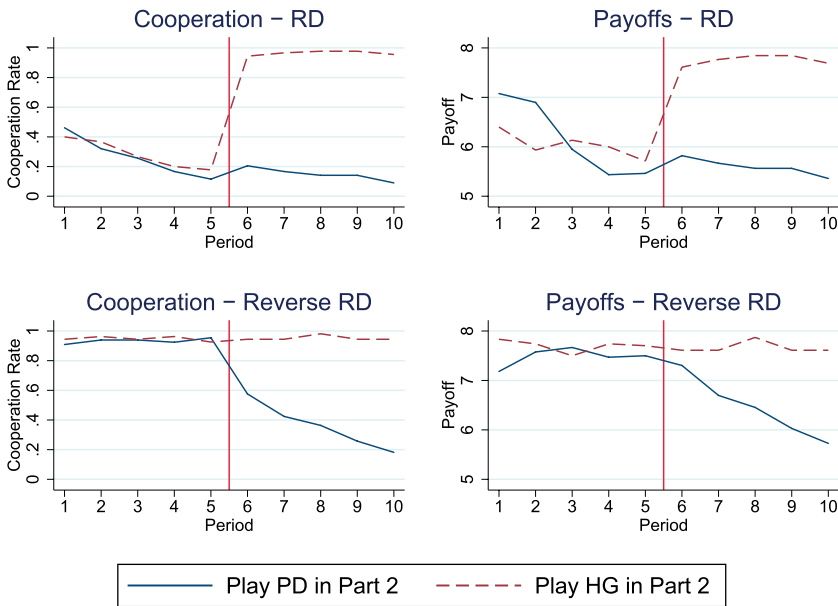 Cooperation − RD
Cooperation Rate
1
.8
.6
.4
.2
0
1 2 3 4 5 6 7 8 9 10
Period
Payoffs − RD
Payoff
8
7
6
5
1 2 3 4 5 6 7 8 9 10
Period
Cooperation − Reverse RD
Cooperation Rate
1
.8
.6
.4
.2
0
1 2 3 4 5 6 7 8 9 10
Period
Payoffs − Reverse RD
Payoff
8
7
6
5
1 2 3 4 5 6 7 8 9 10
Period
Play PD in Part 2 Play HG in Part 2